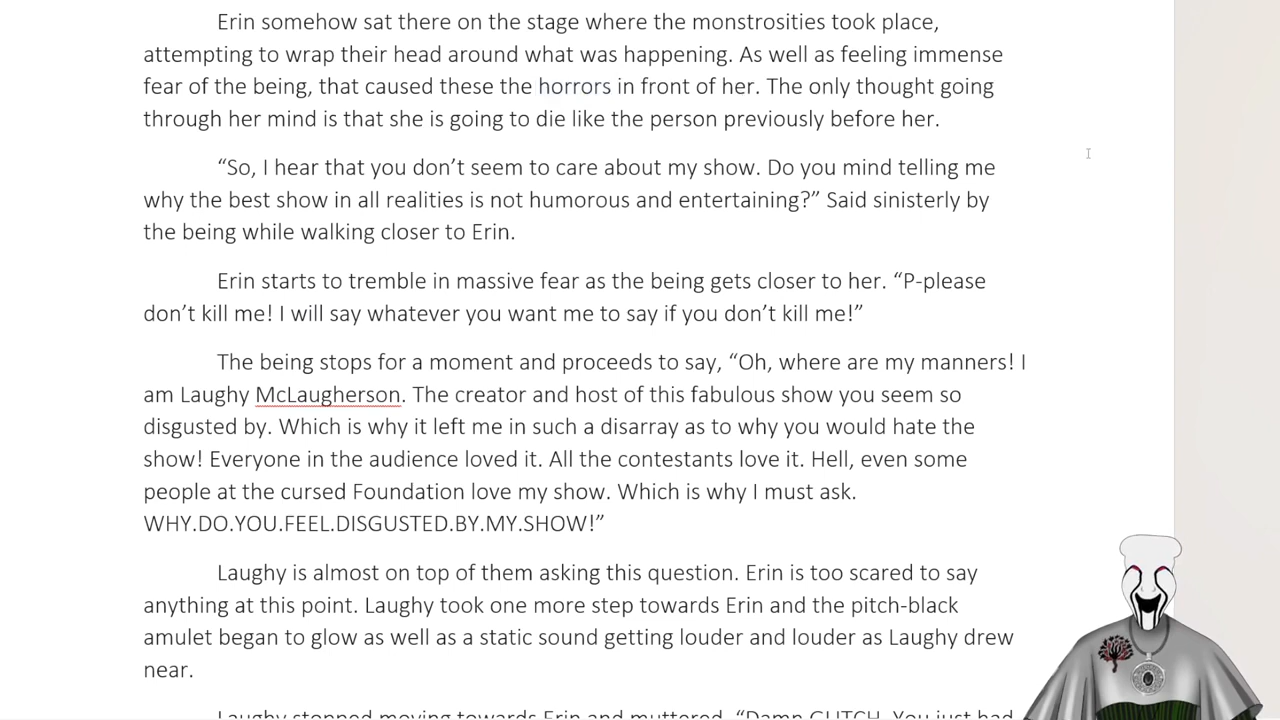 Erin somehow sat there on the stage where the monstrosities took place,
attempting to wrap their head around what was happening. As well as feeling immense
fear of the being, that caused these the horrors in front of her. The only thought going
through her mind is that she is going to die like the person previously before her.
“So, I hear that you don’t seem to care about my show. Do you mind telling me
why the best show in all realities is not humorous and entertaining?” Said sinisterly by
the being while walking closer to Erin.
Erin starts to tremble in massive fear as the being gets closer to her. “P-please
don’t kill me! I will say whatever you want me to say if you don’t kill me!”
The being stops for a moment and proceeds to say, “Oh, where are my manners! I
am Laughy McLaugherson. The creator and host of this fabulous show you seem so
disgusted by. Which is why it left me in such a disarray as to why you would hate the
show! Everyone in the audience loved it. All the contestants love it. Hell, even some
people at the cursed Foundation love my show. Which is why I must ask.
WHY.DO.YOU.FEEL.DISGUSTED.BY.MY.SHOW!”
Laughy is almost on top of them asking this question. Erin is too scared to say
anything at this point. Laughy took one more step towards Erin and the pitch-black
amulet began to glow as well as a static sound getting louder and louder as Laughy drew
near.
Laughy stopped moving towards Erin and muttered, “Damn GLITCH. You just had